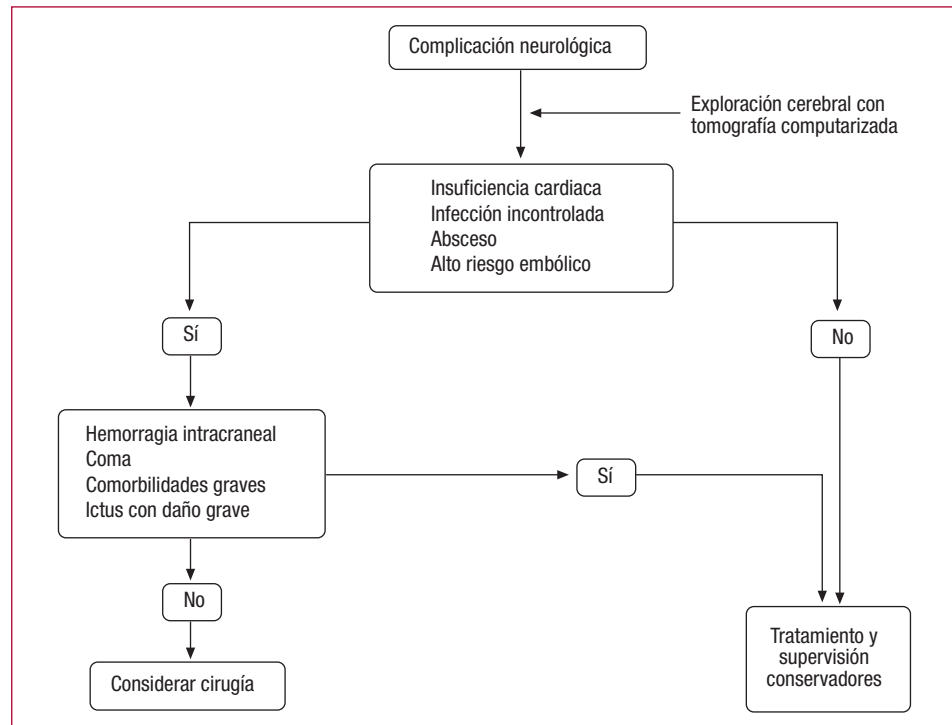 Complicación neurológica
Exploración cerebral con
tomografía computarizada
Insuficiencia cardiaca
Infección incontrolada
Absceso
Alto riesgo embólico
Sí
No
Hemorragia intracraneal
Coma
Comorbilidades graves
Ictus con daño grave
Sí
No
Considerar cirugía
Tratamiento y
supervisión
conservadores